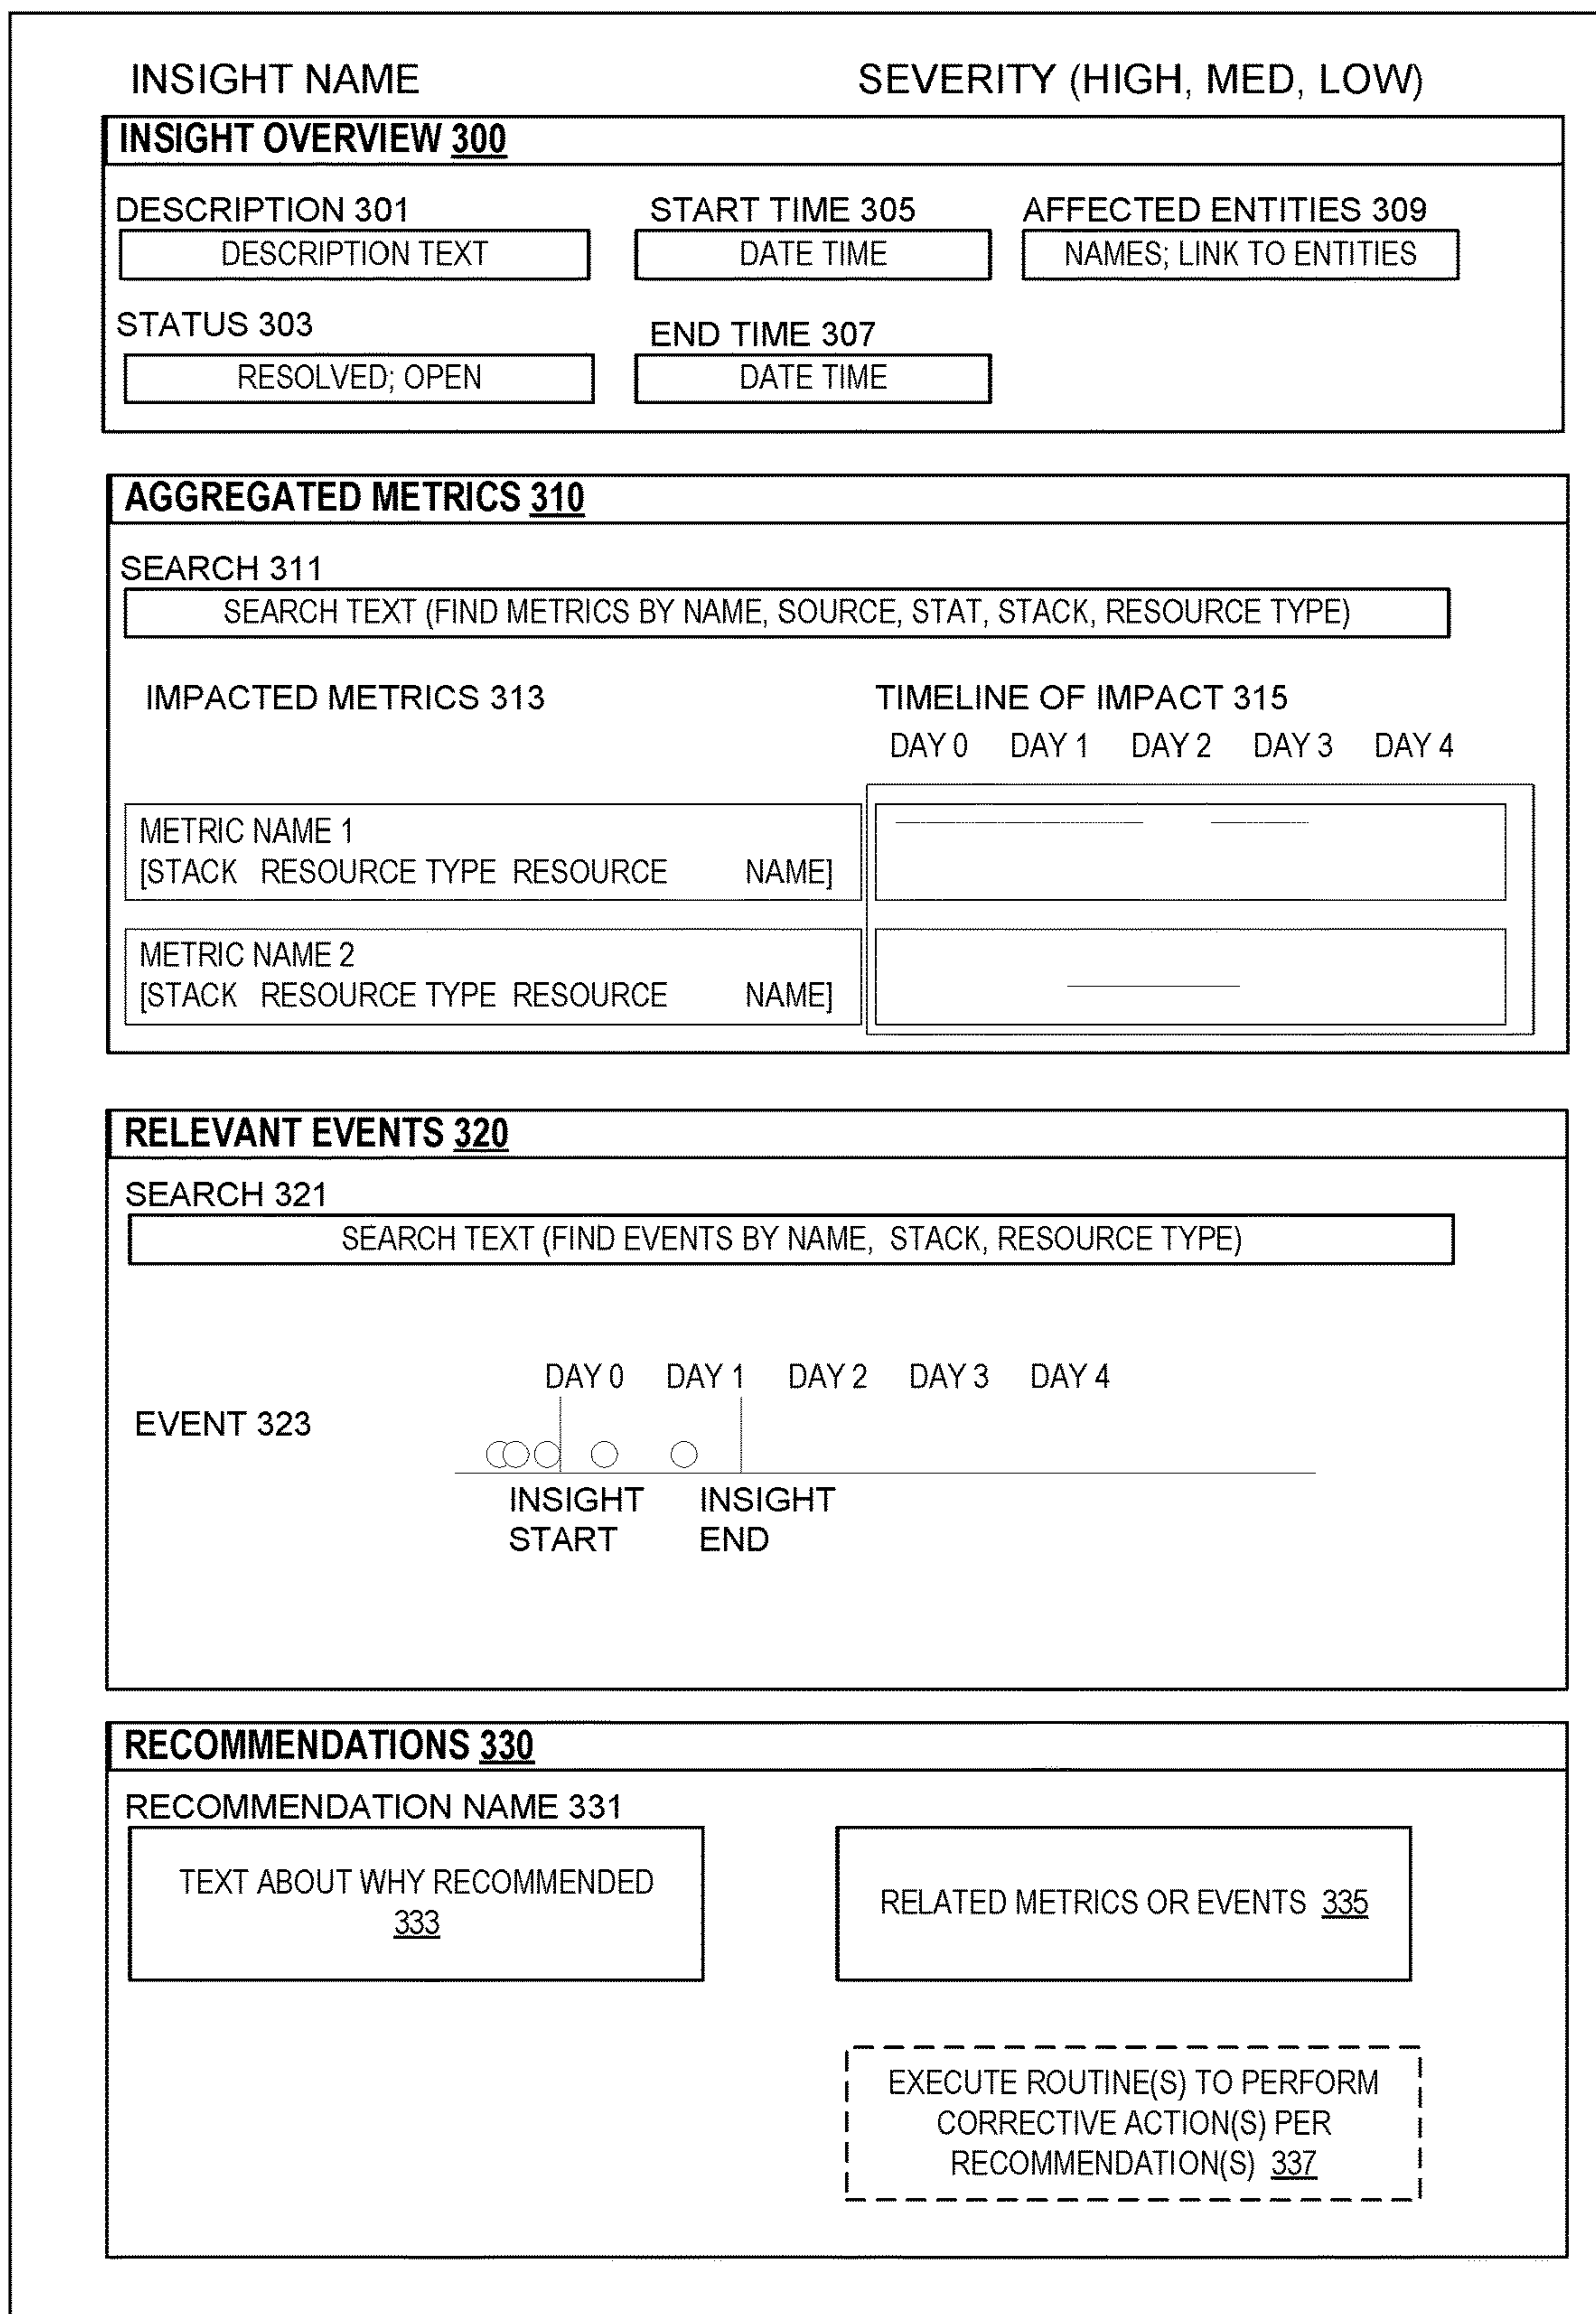 INSIGHT NAME SEVERITY (HIGH, MED, LOW)
INSIGHT OVERVIEW 300
DESCRIPTION 301 START TIME 305 AFFECTED ENTITIES 309
DESCRIPTION TEXT DATE TIME NAMES; LINK TO ENTITIES
STATUS 303 END TIME 307
RESOLVED; OPEN DATE TIME
AGGREGATED METRICS 310
SEARCH 311
SEARCH TEXT (FIND METRICS BY NAME, SOURCE, STAT, STACK, RESOURCE TYPE)
IMPACTED METRICS 313 TIMELINE OF IMPACT 315
DAY 0 DAY 1 DAY 2 DAY 3 DAY 4
METRIC NAME 1
[STACK RESOURCE TYPE RESOURCE NAME]
METRIC NAME 2
[STACK RESOURCE TYPE RESOURCE NAME]
RELEVANT EVENTS 320
SEARCH 321
SEARCH TEXT (FIND EVENTS BY NAME, STACK, RESOURCE TYPE)
DAY 0 DAY 1 DAY 2 DAY 3 DAY 4
EVENT 323
INSIGHT START
INSIGHT END
RECOMMENDATIONS 330
RECOMMENDATION NAME 331
TEXT ABOUT WHY RECOMMENDED
333
RELATED METRICS OR EVENTS 335
EXECUTE ROUTINE(S) TO PERFORM
CORRECTIVE ACTION(S) PER
RECOMMENDATION(S) 337